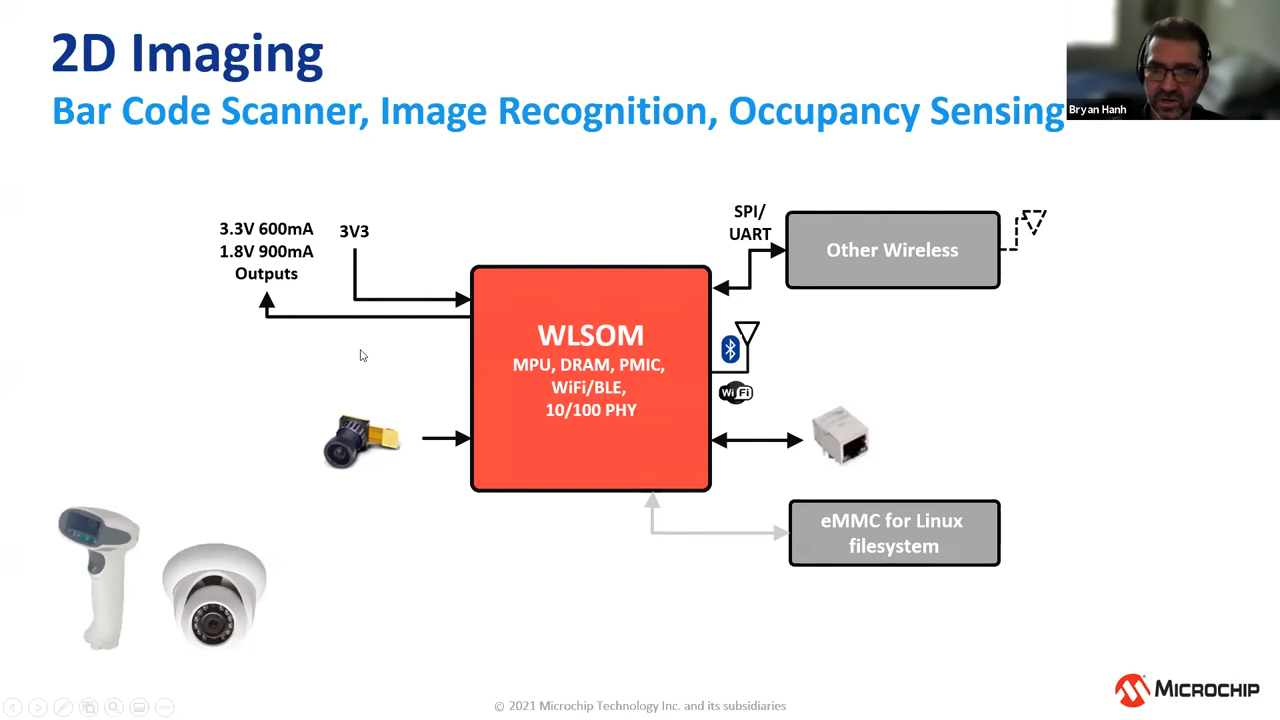 2D Imaging
Bar Code Scanner, Image Recognition, Occupancy Sensing
Bryan Hanh
3.3V 600mA
1.8V 900mA
Outputs
3V3
SPI/
UART
Other Wireless
WLSOM
MPU, DRAM, PMIC,
WiFi/BLE,
10/100 PHY
Wi Fi
eMMC for Linux
filesystem
© 2021 Microchip Technology Inc. and its subsidiaries
MICROCHIP